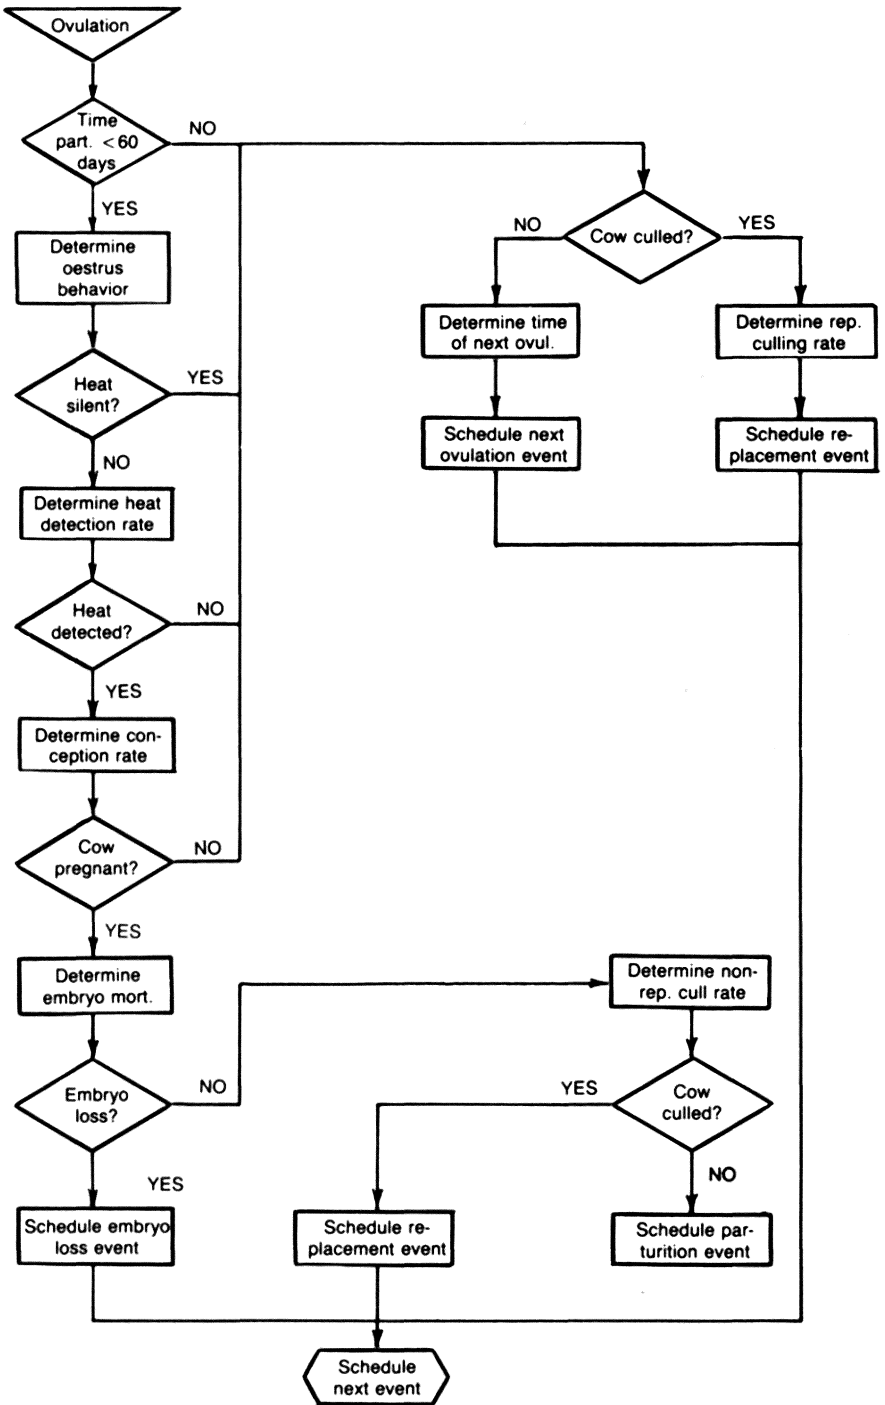 Ovulation
Time
part. < 60
days
NO
YES
Determine
oestrus
behavior
Heat
silent?
YES
NO
Determine heat
detection rate
Heat
detected?
NO
YES
Determine con-
ception rate
Cow
pregnant?
NO
YES
Determine
embryo mort.
Embryo
loss?
NO
YES
Schedule embryo
loss event
Cow culled?
NO
YES
Determine time
of next ovul.
Schedule next
ovulation event
Determine rep.
culling rate
Schedule re-
placement event
Determine non-
rep. cull rate
Cow
culled?
YES
NO
Schedule re-
placement event
Schedule par-
turition event
Schedule
next event